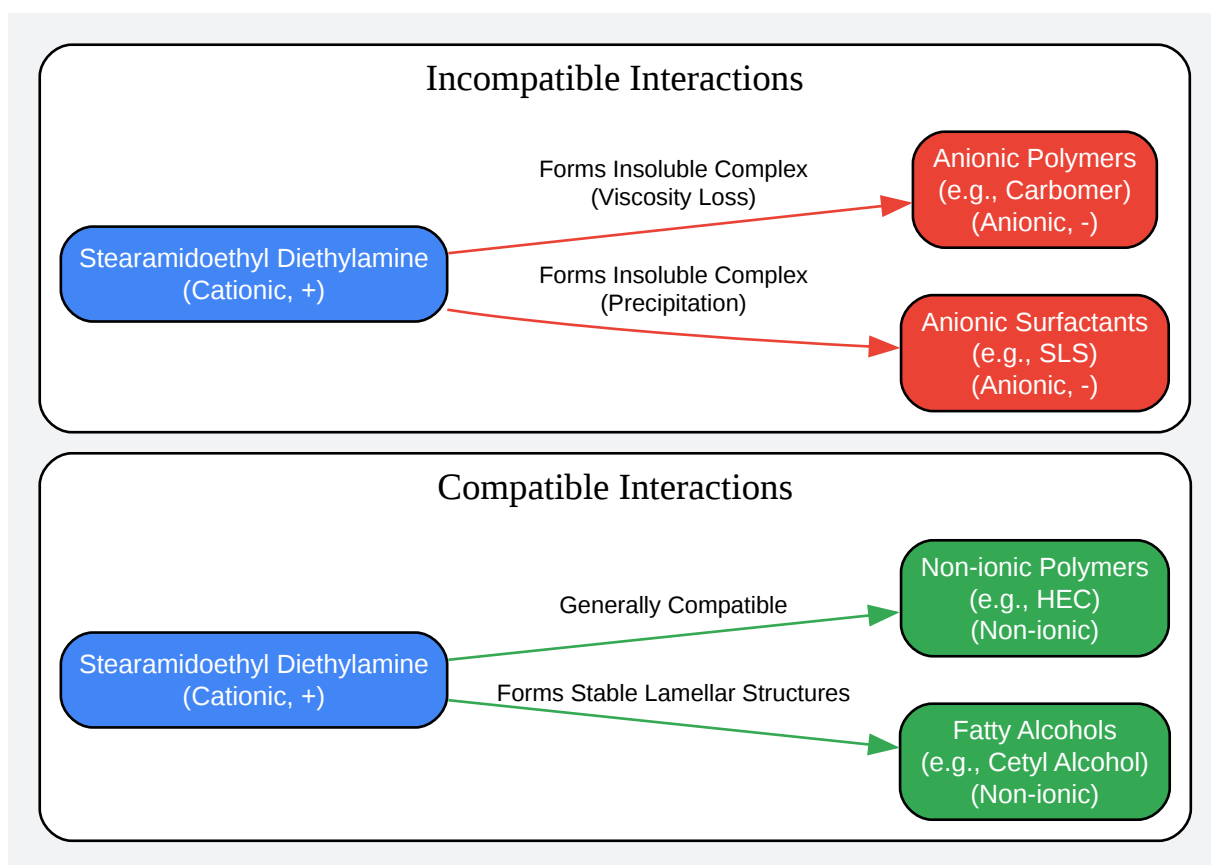 Incompatible Interactions
Forms Insoluble Complex
(Viscosity Loss)
Anionic Polymers
(e.g., Carbomer)
(Anionic, -)
Stearamidoethyl Diethylamine
(Cationic, +)
Forms Insoluble Complex
(Precipitation)
Anionic Surfactants
(e.g., SLS)
(Anionic, -)
Compatible Interactions
Generally Compatible
Non-ionic Polymers
(e.g., HEC)
(Non-ionic)
Stearamidoethyl Diethylamine
(Cationic, +)
Forms Stable Lamellar Structures
Fatty Alcohols
(e.g., Cetyl Alcohol)
(Non-ionic)